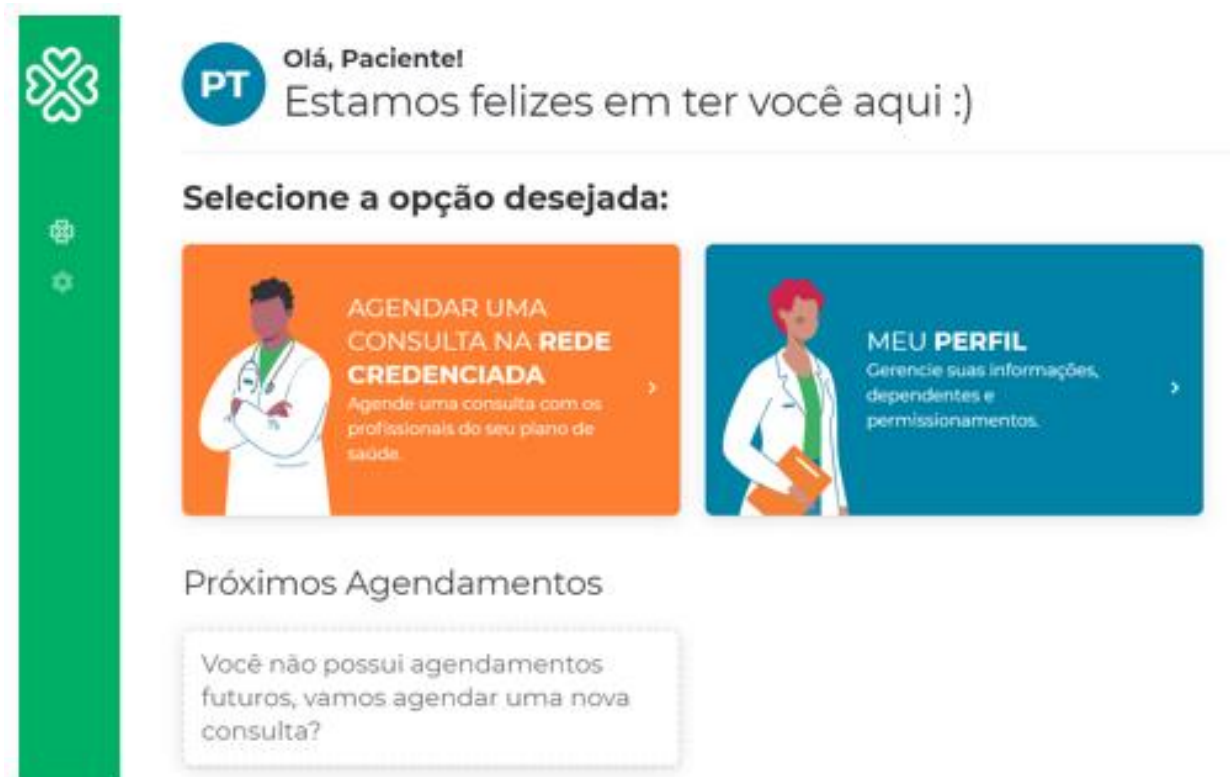 PT
Olá, Paciente!
Estamos felizes em ter você aqui :)
Selecione a opção desejada:
AGENDAR UMA
CONSULTA NA REDE
CREDENCIADA
Agende uma consulta com os
profissionais do seu plano de
saúde.
MEU PERFIL
Gerencie suas informações,
dependentes e
permissionamentos.
Próximos Agendamentos
Você não possui agendamentos
futuros, vamos agendar uma nova
consulta?